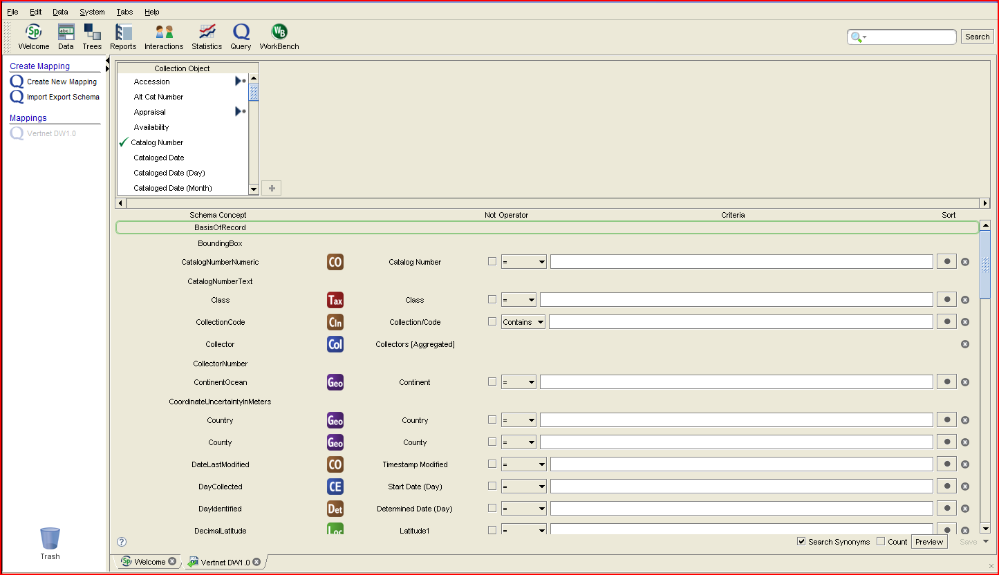 File Edit Data System Tabs Help
Sp abcl Q WB
Welcome Data Trees Reports Interactions Statistics Query WorkBench Search
Create Mapping
Q Create New Mapping
Q Import Export Schema
Mappings
Q Vertnet DW1.0
Trash
Collection Object
Accession
Alt Cat Number
Appraisal
Availability
Catalog Number
Cataloged Date
Cataloged Date (Day)
Cataloged Date (Month)
Schema Concept Not Operator Criteria Sort
BasisOfRecord
BoundingBox
CatalogNumberNumeric CO Catalog Number =
CatalogNumberText
Class Tax Class =
CollectionCode Cln Collection/Code Contains
Collector Col Collectors [Aggregated]
CollectorNumber
ContinentOcean Geo Continent =
CoordinateUncertaintyInMeters
Country Geo Country =
County Geo County =
DateLastModified CO Timestamp Modified =
DayCollected CE Start Date (Day) =
DayIdentified Det Determined Date (Day) =
DecimalLatitude Loc Latitude1 =
? Search Synonyms Count Preview Save
Sp Welcome Vertnet DW1.0